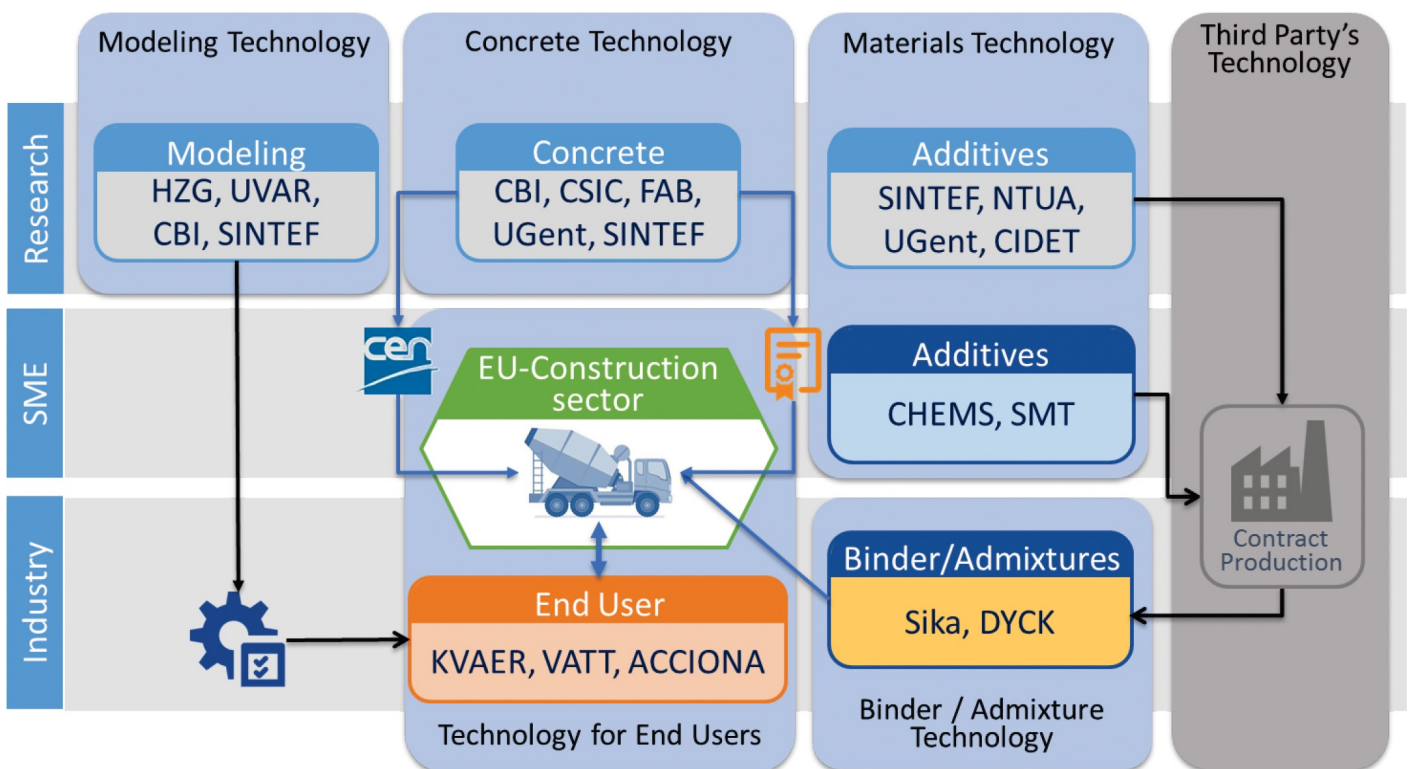 Modeling Technology
Concrete Technology
Materials Technology
Third Party's
Technology
Research
Modeling
HZG, UVAR,
CBI, SINTEF
Concrete
CBI, CSIC, FAB,
UGent, SINTEF
Additives
SINTEF, NTUA,
UGent, CIDET
SME
cen
EU-Construction
sector
Additives
CHEMS, SMT
Contract
Production
Industry
End User
KVAER, VATT, ACCIONA
Technology for End Users
Binder/Admixtures
Sika, DYCK
Binder / Admixture
Technology